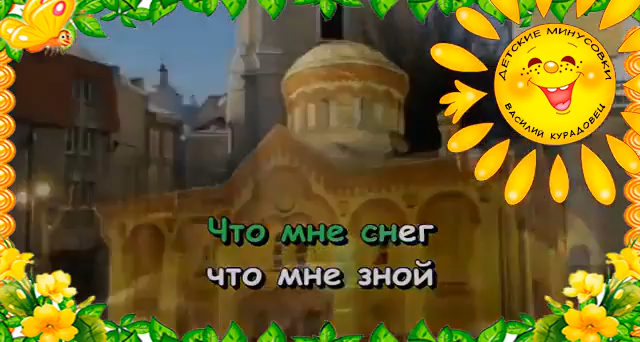 ДЕТСКИЕ МИНУСОВКИ
ВАСИЛИЙ КУРАДОВЕЦ
Что мне снег
что мне зной